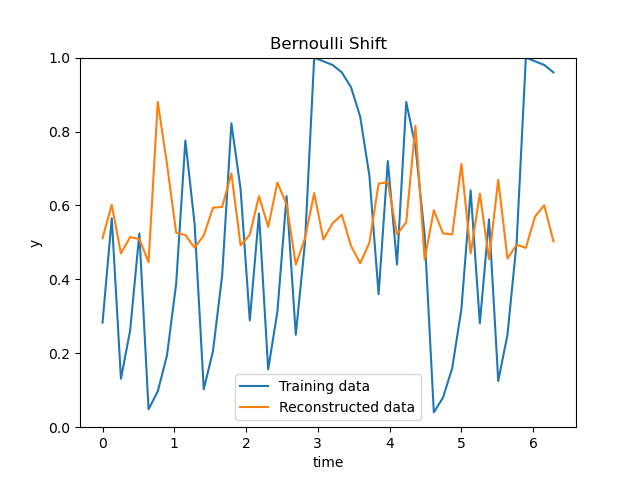 Bernoulli Shift
1.0
0.8
0.6
0.4
0.2
0.0
y
Training data
Reconstructed data
0 1 2 3 4 5 6
time